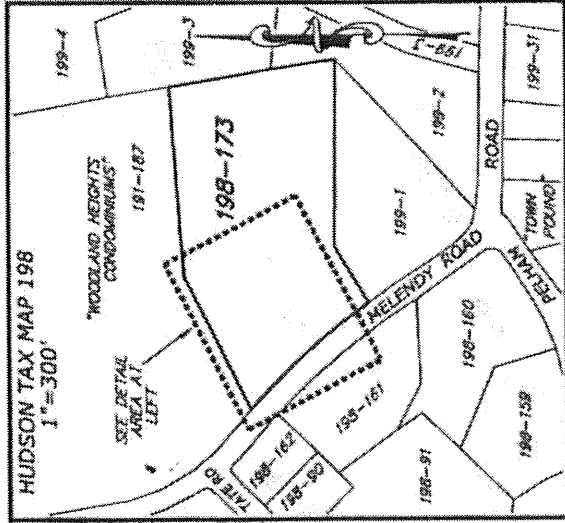 HUDSON TAX MAP 198
1"=300'
"WOODLAND HEIGHTS
CONDOMINIUMS"
191-187
199-4
199-3
198-173
SEE DETAIL
AREA AT
LEFT
199-2
199-1
199-31
MELENDY ROAD
ROAD
PELHAM
"TOWN
POUND"
TATE RD
198-162
198-90
198-161
198-160
198-91
198-159